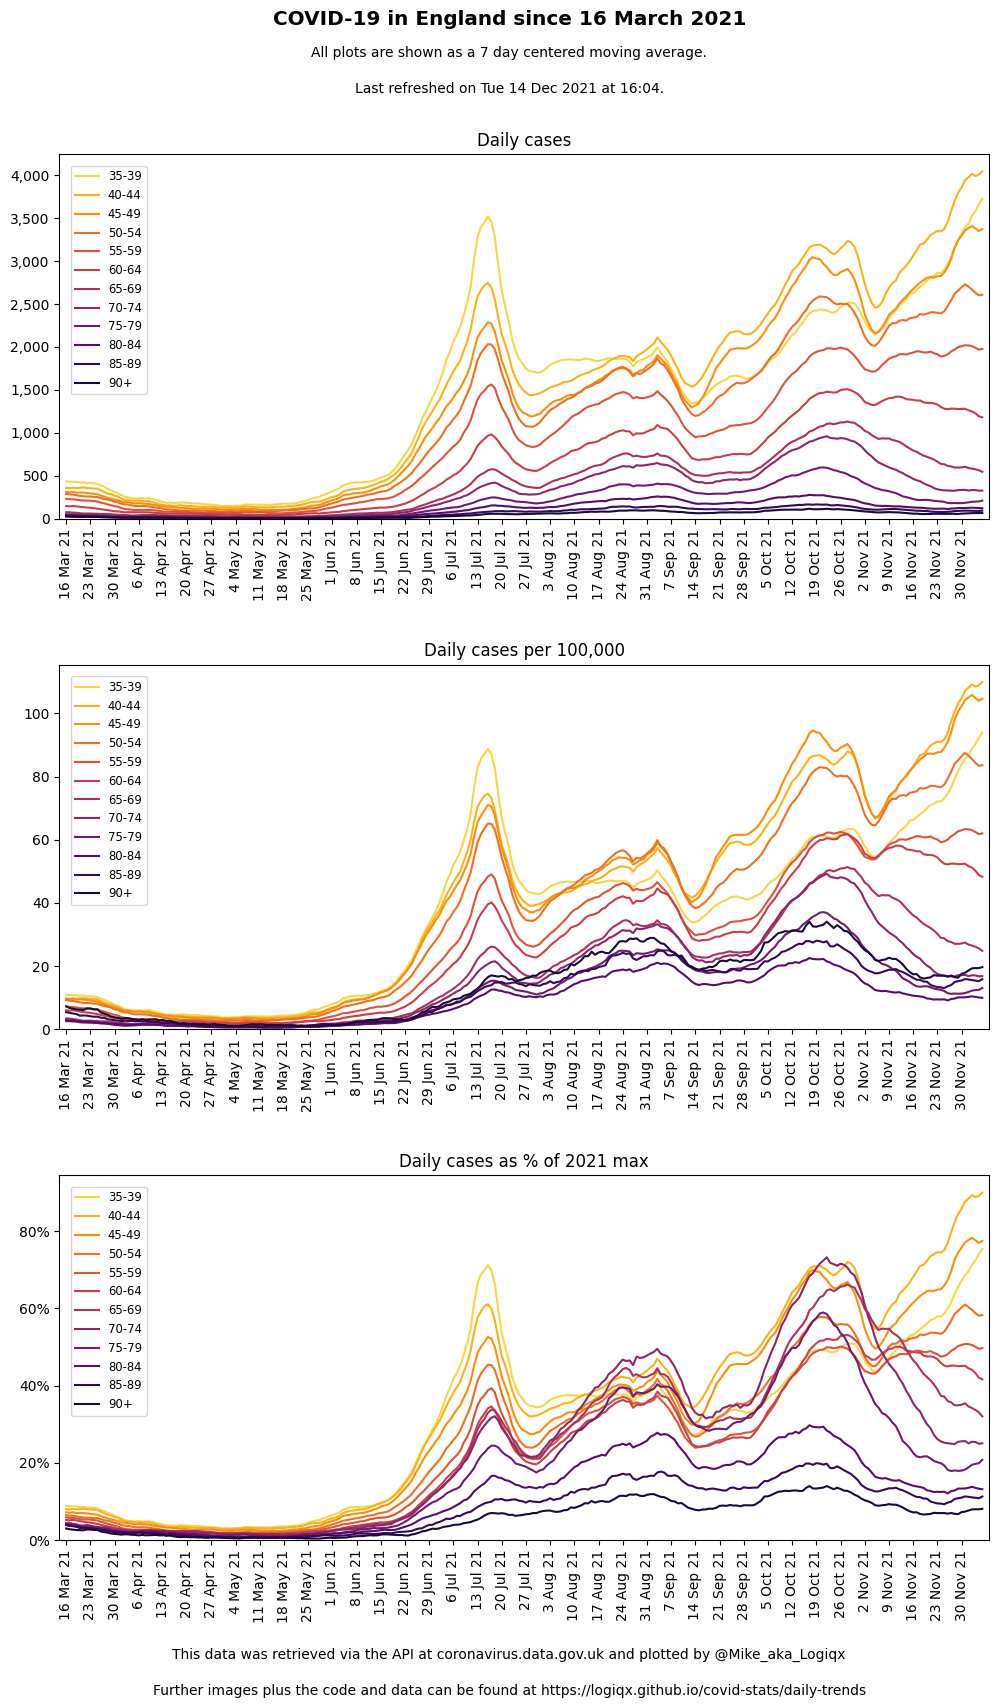 COVID-19 in England since 16 March 2021
All plots are shown as a 7 day centered moving average.
Last refreshed on Tue 14 Dec 2021 at 16:04.
Daily cases
4,000
3,500
3,000
2,500
2,000
1,500
1,000
500
0
35-39
40-44
45-49
50-54
55-59
60-64
65-69
70-74
75-79
80-84
85-89
90+
16 Mar 21
23 Mar 21
30 Mar 21
6 Apr 21
13 Apr 21
20 Apr 21
27 Apr 21
4 May 21
11 May 21
18 May 21
25 May 21
1 Jun 21
8 Jun 21
15 Jun 21
22 Jun 21
29 Jun 21
6 Jul 21
13 Jul 21
20 Jul 21
27 Jul 21
3 Aug 21
10 Aug 21
17 Aug 21
24 Aug 21
31 Aug 21
7 Sep 21
14 Sep 21
21 Sep 21
28 Sep 21
5 Oct 21
12 Oct 21
19 Oct 21
26 Oct 21
2 Nov 21
9 Nov 21
16 Nov 21
23 Nov 21
30 Nov 21
Daily cases per 100,000
100
80
60
40
20
0
35-39
40-44
45-49
50-54
55-59
60-64
65-69
70-74
75-79
80-84
85-89
90+
16 Mar 21
23 Mar 21
30 Mar 21
6 Apr 21
13 Apr 21
20 Apr 21
27 Apr 21
4 May 21
11 May 21
18 May 21
25 May 21
1 Jun 21
8 Jun 21
15 Jun 21
22 Jun 21
29 Jun 21
6 Jul 21
13 Jul 21
20 Jul 21
27 Jul 21
3 Aug 21
10 Aug 21
17 Aug 21
24 Aug 21
31 Aug 21
7 Sep 21
14 Sep 21
21 Sep 21
28 Sep 21
5 Oct 21
12 Oct 21
19 Oct 21
26 Oct 21
2 Nov 21
9 Nov 21
16 Nov 21
23 Nov 21
30 Nov 21
Daily cases as % of 2021 max
80%
60%
40%
20%
0%
35-39
40-44
45-49
50-54
55-59
60-64
65-69
70-74
75-79
80-84
85-89
90+
16 Mar 21
23 Mar 21
30 Mar 21
6 Apr 21
13 Apr 21
20 Apr 21
27 Apr 21
4 May 21
11 May 21
18 May 21
25 May 21
1 Jun 21
8 Jun 21
15 Jun 21
22 Jun 21
29 Jun 21
6 Jul 21
13 Jul 21
20 Jul 21
27 Jul 21
3 Aug 21
10 Aug 21
17 Aug 21
24 Aug 21
31 Aug 21
7 Sep 21
14 Sep 21
21 Sep 21
28 Sep 21
5 Oct 21
12 Oct 21
19 Oct 21
26 Oct 21
2 Nov 21
9 Nov 21
16 Nov 21
23 Nov 21
30 Nov 21
This data was retrieved via the API at coronavirus.data.gov.uk and plotted by @Mike_aka_Logiqx
Further images plus the code and data can be found at https://logiqx.github.io/covid-stats/daily-trends